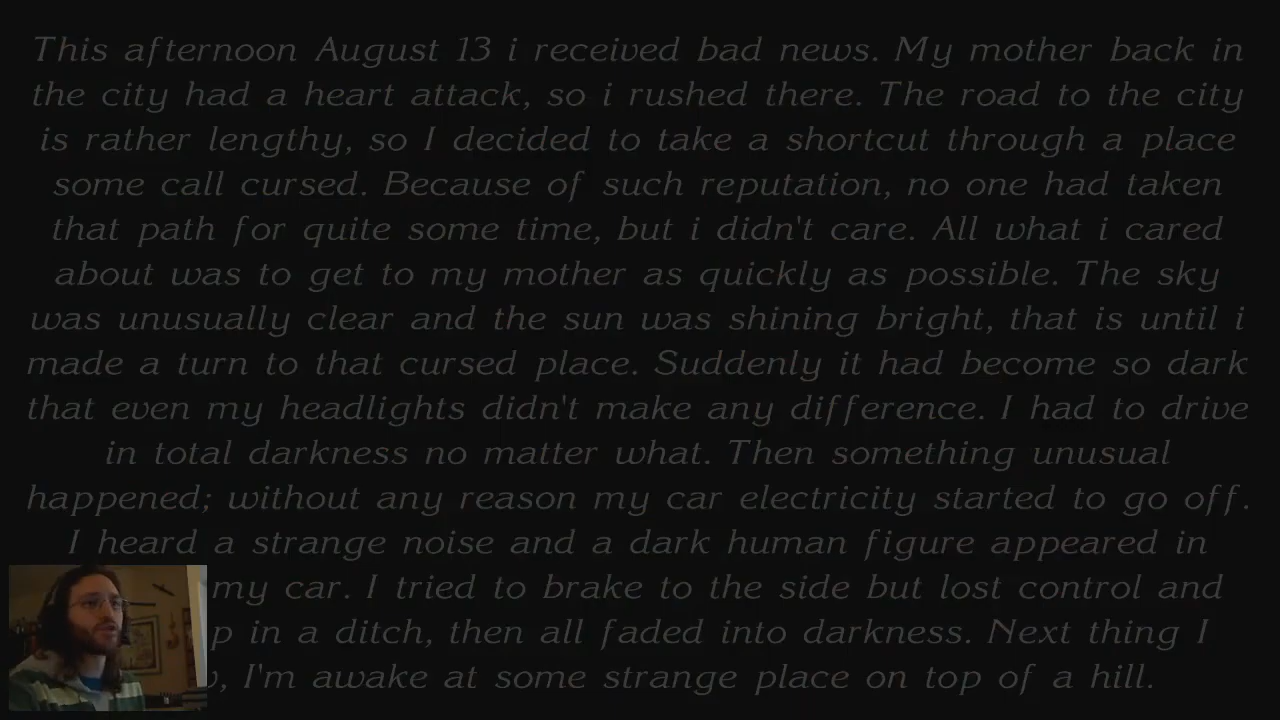 This afternoon August 13 i received bad news. My mother back in
the city had a heart attack, so i rushed there. The road to the city
is rather lengthy, so I decided to take a shortcut through a place
some call cursed. Because of such reputation, no one had taken
that path for quite some time, but i didn't care. All what i cared
about was to get to my mother as quickly as possible. The sky
was unusually clear and the sun was shining bright, that is until i
made a turn to that cursed place. Suddenly it had become so dark
that even my headlights didn't make any difference. I had to drive
in total darkness no matter what. Then something unusual
happened; without any reason my car electricity started to go off.
I heard a strange noise and a dark human figure appeared in
my car. I tried to brake to the side but lost control and
in a ditch, then all faded into darkness. Next thing I
I'm awake at some strange place on top of a hill.